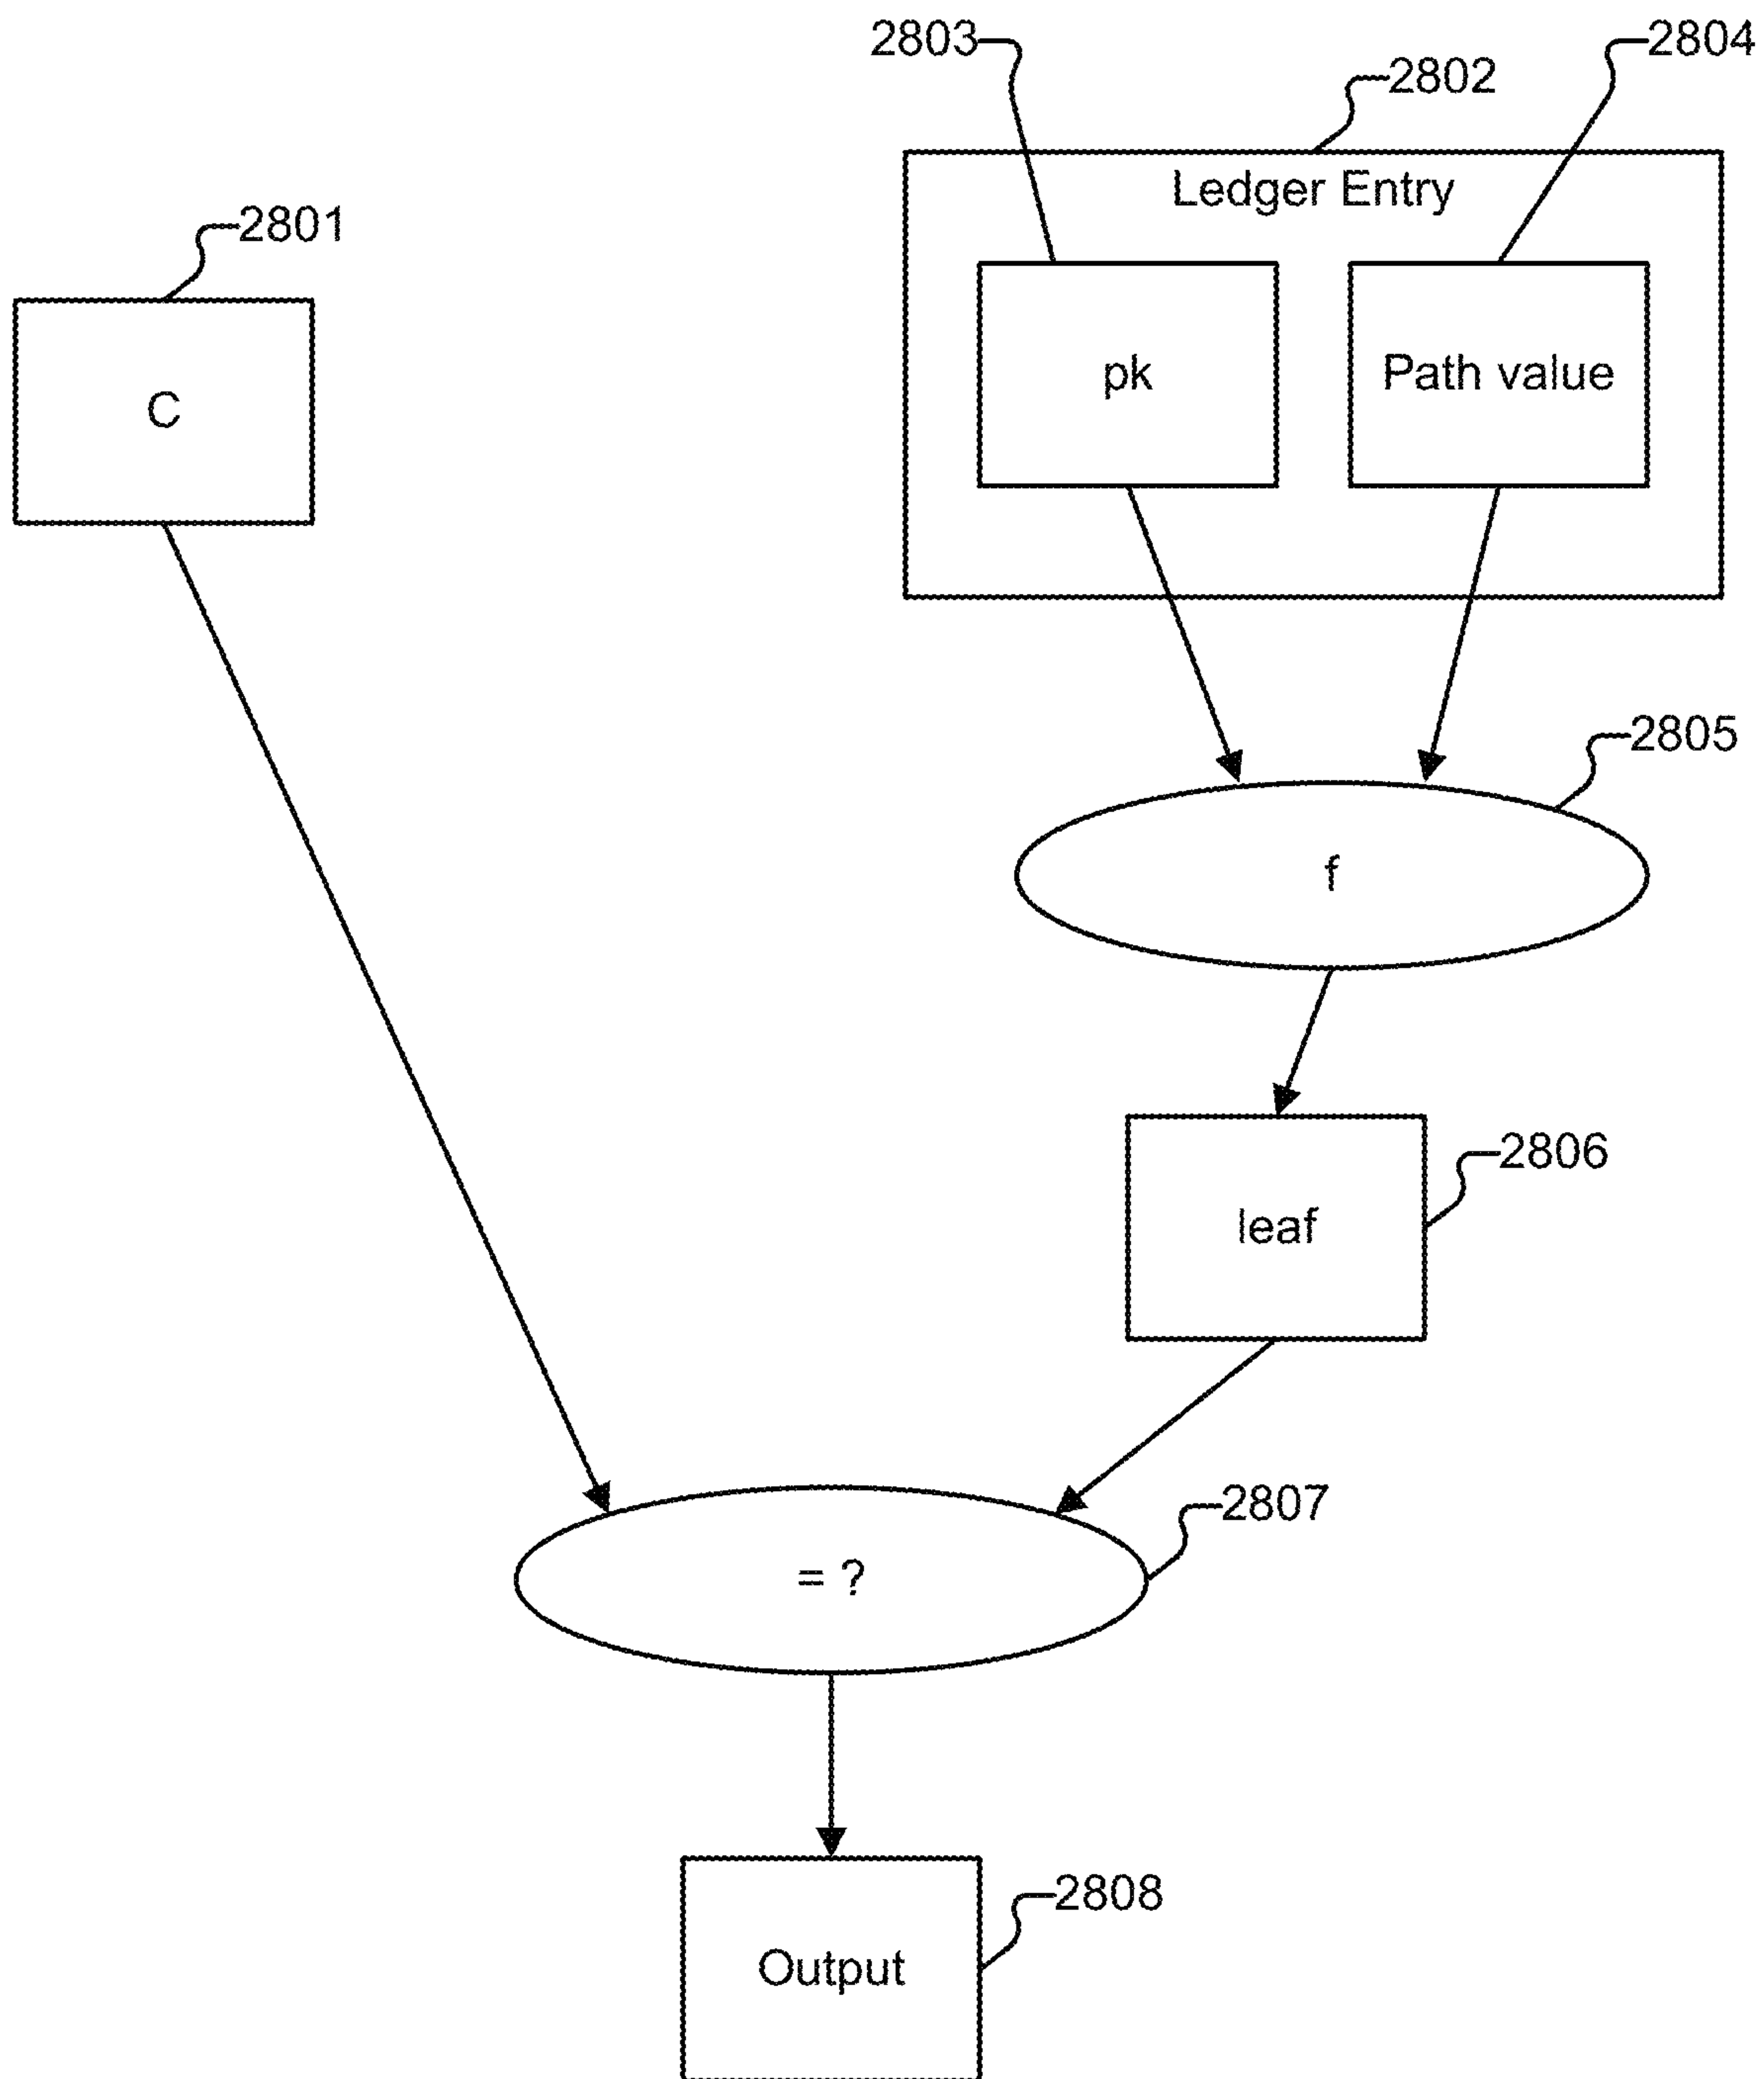 2803
2804
2802
Ledger Entry
2801
pk
Path value
C
2805
f
2806
leaf
2807
= ?
2808
Output